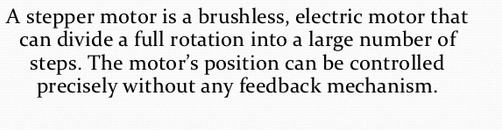 A stepper motor is a brushless, electric motor that
can divide a full rotation into a large number of
steps. The motor’s position can be controlled
precisely without any feedback mechanism.